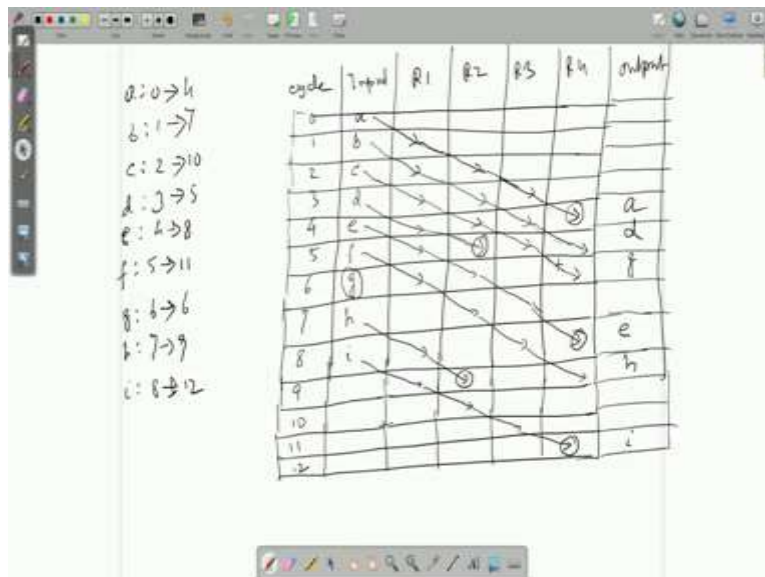 a: 0→4
b: 1→7
c: 2→10
d: 3→5
e: 4→8
f: 5→11
g: 6→6
h: 7→9
i: 8→12
cycle Input R1 R2 R3 R4 output
0 a
1 b
2 c
3 d a
4 e d
5 f g
6 g
7 h e
8 i h
9
10
11 i
12